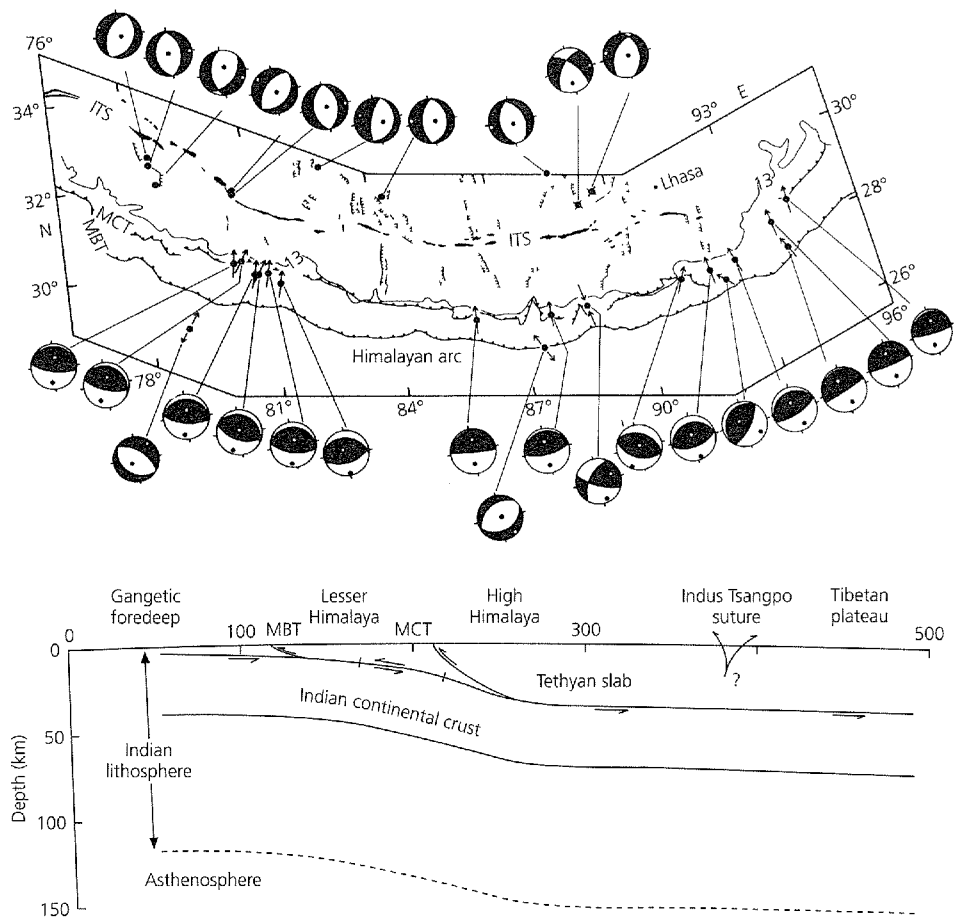 76°
E
93°
34°
ITS
30°
Lhasa
13
32°
28°
N
MCT
ITS
MBT
13
30°
26°
96°
Himalayan arc
78°
81°
84°
87°
90°
Gangetic foredeep
Lesser Himalaya
High Himalaya
Indus Tsangpo suture
Tibetan plateau
0
100
MBT
MCT
300
500
0
Tethyan slab
?
Indian continental crust
50
Indian lithosphere
Depth (km)
100
Asthenosphere
150